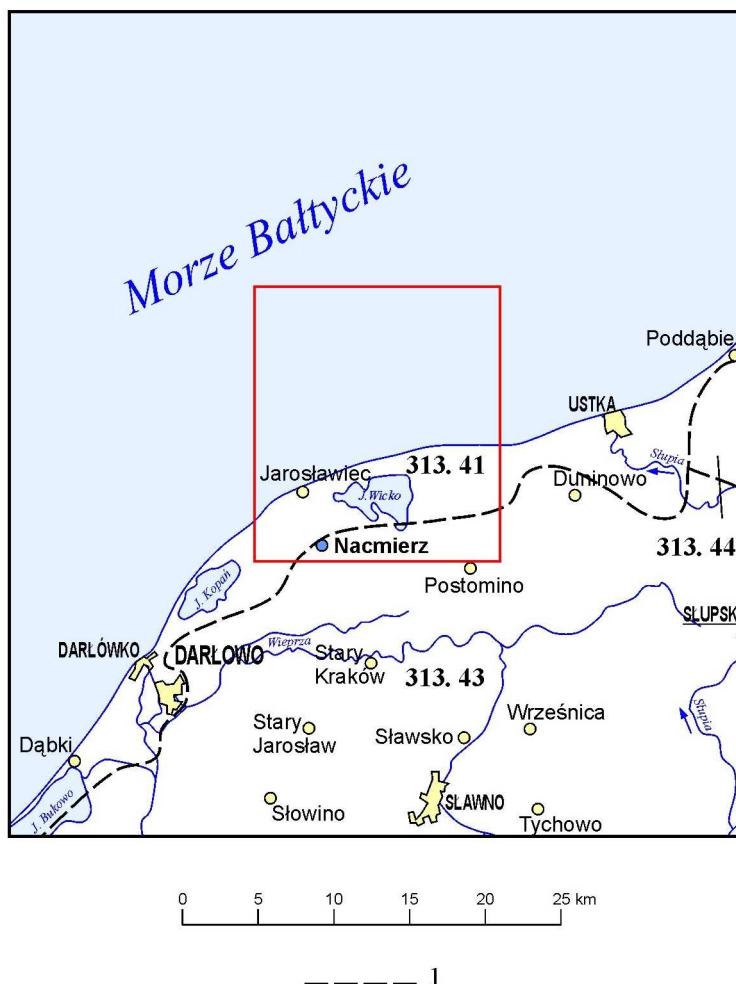 Morze Bałtyckie
Poddąbie
USTKA
Słupia
313. 41
Jarosławiec
J. Wicko
Duninowo
Nacmierz
313. 44
Postomino
J. Kopań
SŁUPSK
Wieprza
DARŁÓWKO
DARŁOWO
Stary
Kraków
313. 43
Słupia
Stary
Jarosław
Wrześnica
Sławsko
Dąbki
J. Bukowo
Słowino
SŁAWNO
Tychowo
0 5 10 15 20 25 km
1